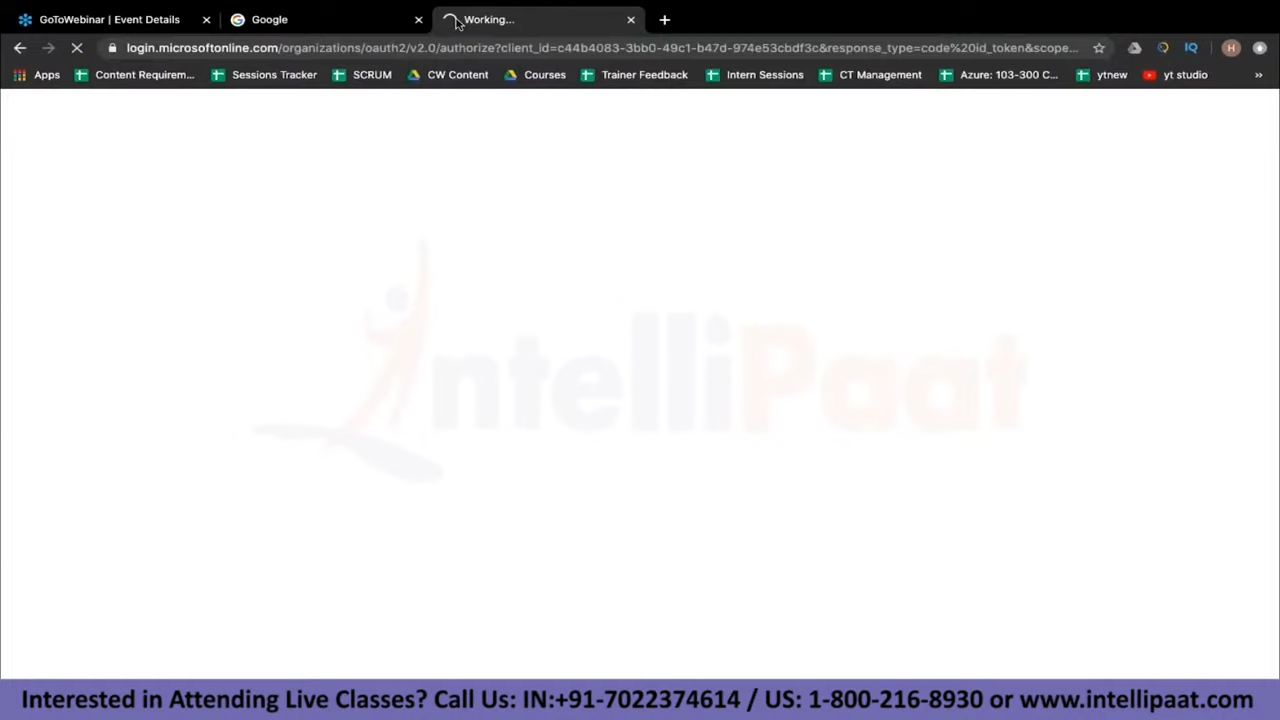 GoToWebinar | Event Details
Google
Working...
login.microsoftonline.com/organizations/oauth2/v2.0/authorize?client_id=c44b4083-3bb0-49c1-b47d-974e53cbdf3c&response_type=code%20id_token&scope...
IQ
H
Apps
Content Requirem...
Sessions Tracker
SCRUM
CW Content
Courses
Trainer Feedback
Intern Sessions
CT Management
Azure: 103-300 C...
ytnew
yt studio
»
IntelliPaat
Interested in Attending Live Classes? Call Us: IN:+91-7022374614 / US: 1-800-216-8930 or www.intellipaat.com